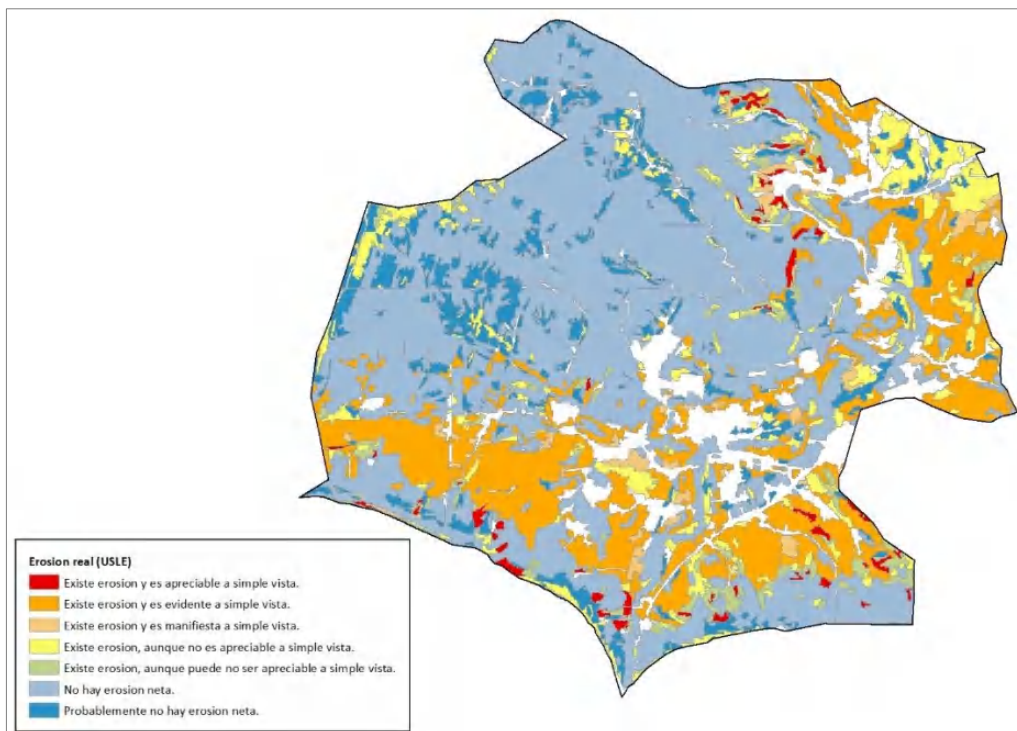 Erosion real (USLE)
Existe erosion y es apreciable a simple vista.
Existe erosion y es evidente a simple vista.
Existe erosion y es manifiesta a simple vista.
Existe erosion, aunque no es apreciable a simple vista.
Existe erosion, aunque puede no ser apreciable a simple vista.
No hay erosion neta.
Probablemente no hay erosion neta.